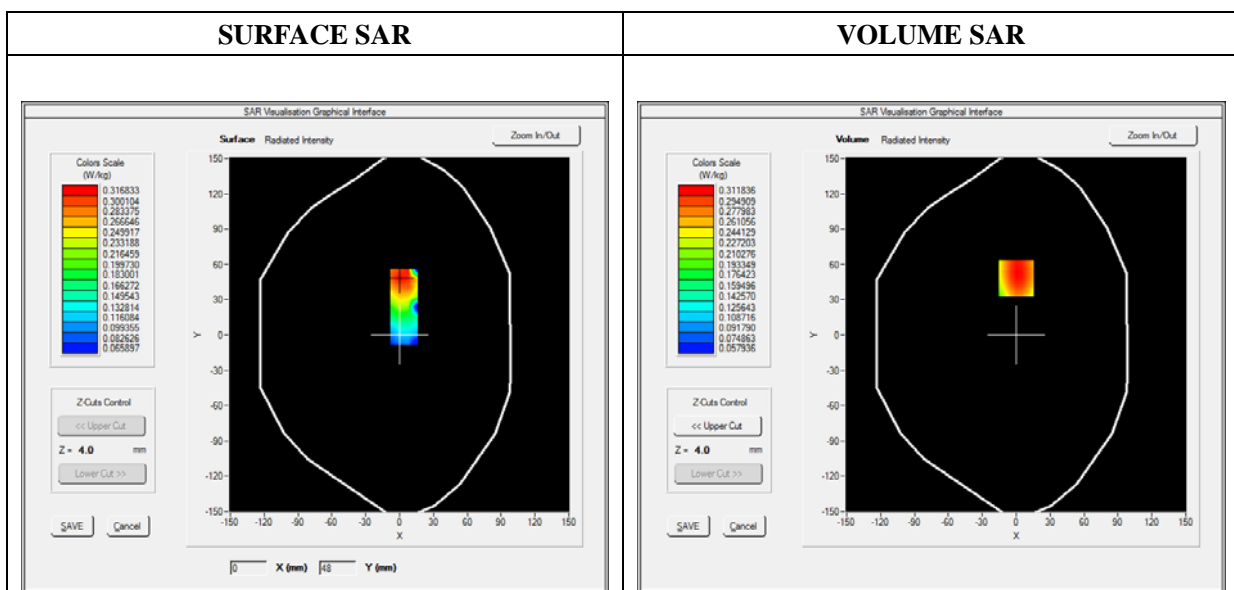 SURFACE SAR
SAR Visualisation Graphical Interface
Surface Radiated Intensity
Zoom In/Out
Colors Scale
(W/kg)
0.316833
0.300104
0.283375
0.266646
0.249917
0.233188
0.216459
0.199730
0.183001
0.166272
0.149543
0.132814
0.116084
0.099355
0.082626
0.065897
Z-Cuts Control
<< Upper Cut
Z = 4.0 mm
Lower Cut >>
SAVE Cancel
150
120
90
60
30
0
-30
-60
-90
-120
-150
Y
-150 -120 -90 -60 -30 0 30 60 90 120 150
X
0 X (mm) 48 Y (mm)
VOLUME SAR
SAR Visualisation Graphical Interface
Volume Radiated Intensity
Zoom In/Out
Colors Scale
(W/kg)
0.311836
0.294909
0.277983
0.261056
0.244129
0.227203
0.210276
0.193349
0.176423
0.159496
0.142570
0.125643
0.108716
0.091790
0.074863
0.057936
Z-Cuts Control
<< Upper Cut
Z = 4.0 mm
Lower Cut >>
SAVE Cancel
150
120
90
60
30
0
-30
-60
-90
-120
-150
Y
-150 -120 -90 -60 -30 0 30 60 90 120 150
X